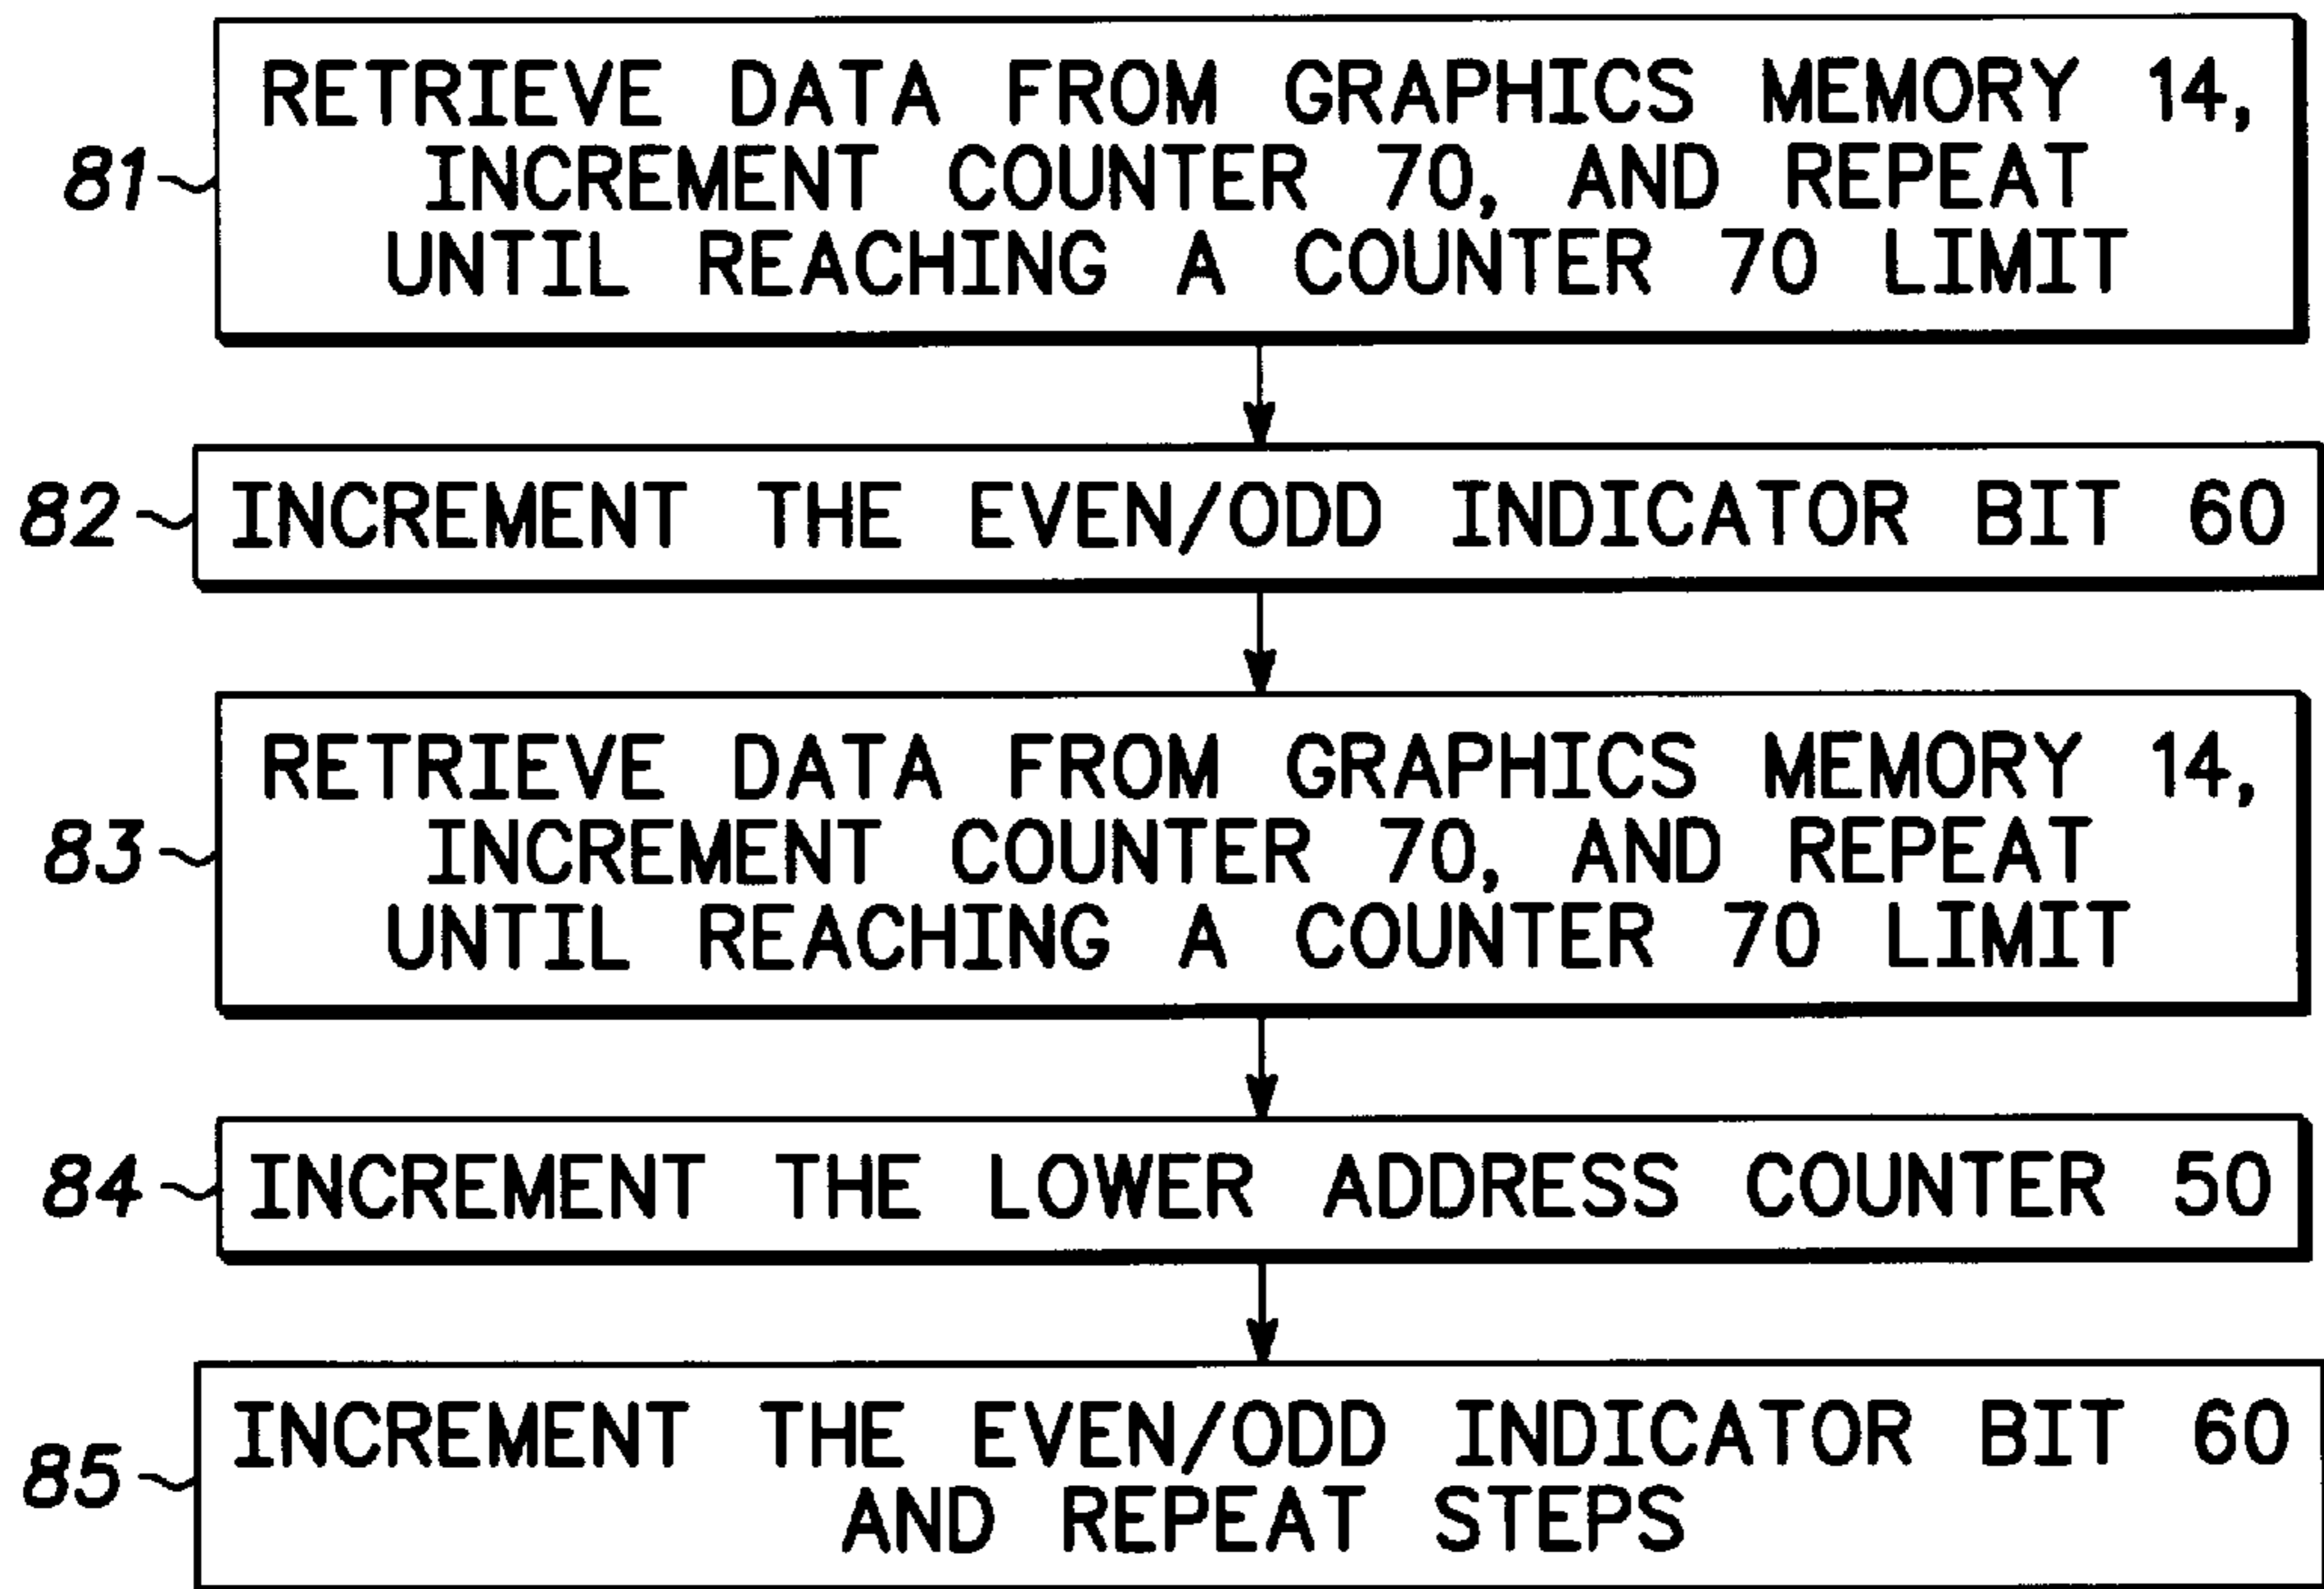 RETRIEVE DATA FROM GRAPHICS MEMORY 14,
81 INCREMENT COUNTER 70, AND REPEAT
UNTIL REACHING A COUNTER 70 LIMIT
82 INCREMENT THE EVEN/ODD INDICATOR BIT 60
RETRIEVE DATA FROM GRAPHICS MEMORY 14,
83 INCREMENT COUNTER 70, AND REPEAT
UNTIL REACHING A COUNTER 70 LIMIT
84 INCREMENT THE LOWER ADDRESS COUNTER 50
INCREMENT THE EVEN/ODD INDICATOR BIT 60
85 AND REPEAT STEPS